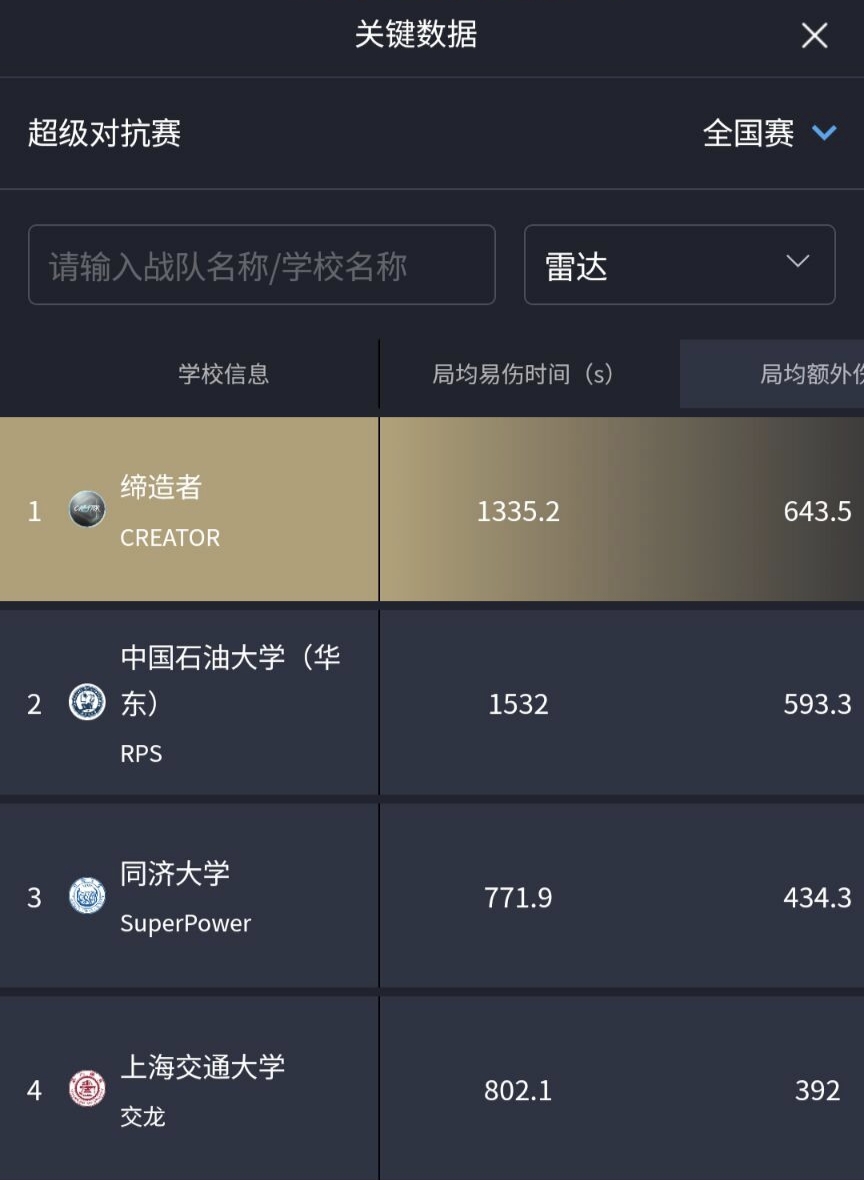 关键数据
超级对抗赛
全国赛
请输入战队名称/学校名称
雷达
学校信息
局均易伤时间（s）
局均额外
1
缔造者
CREATOR
1335.2
643.5
2
中国石油大学（华
东）
RPS
1532
593.3
3
同济大学
SuperPower
771.9
434.3
4
上海交通大学
交龙
802.1
392